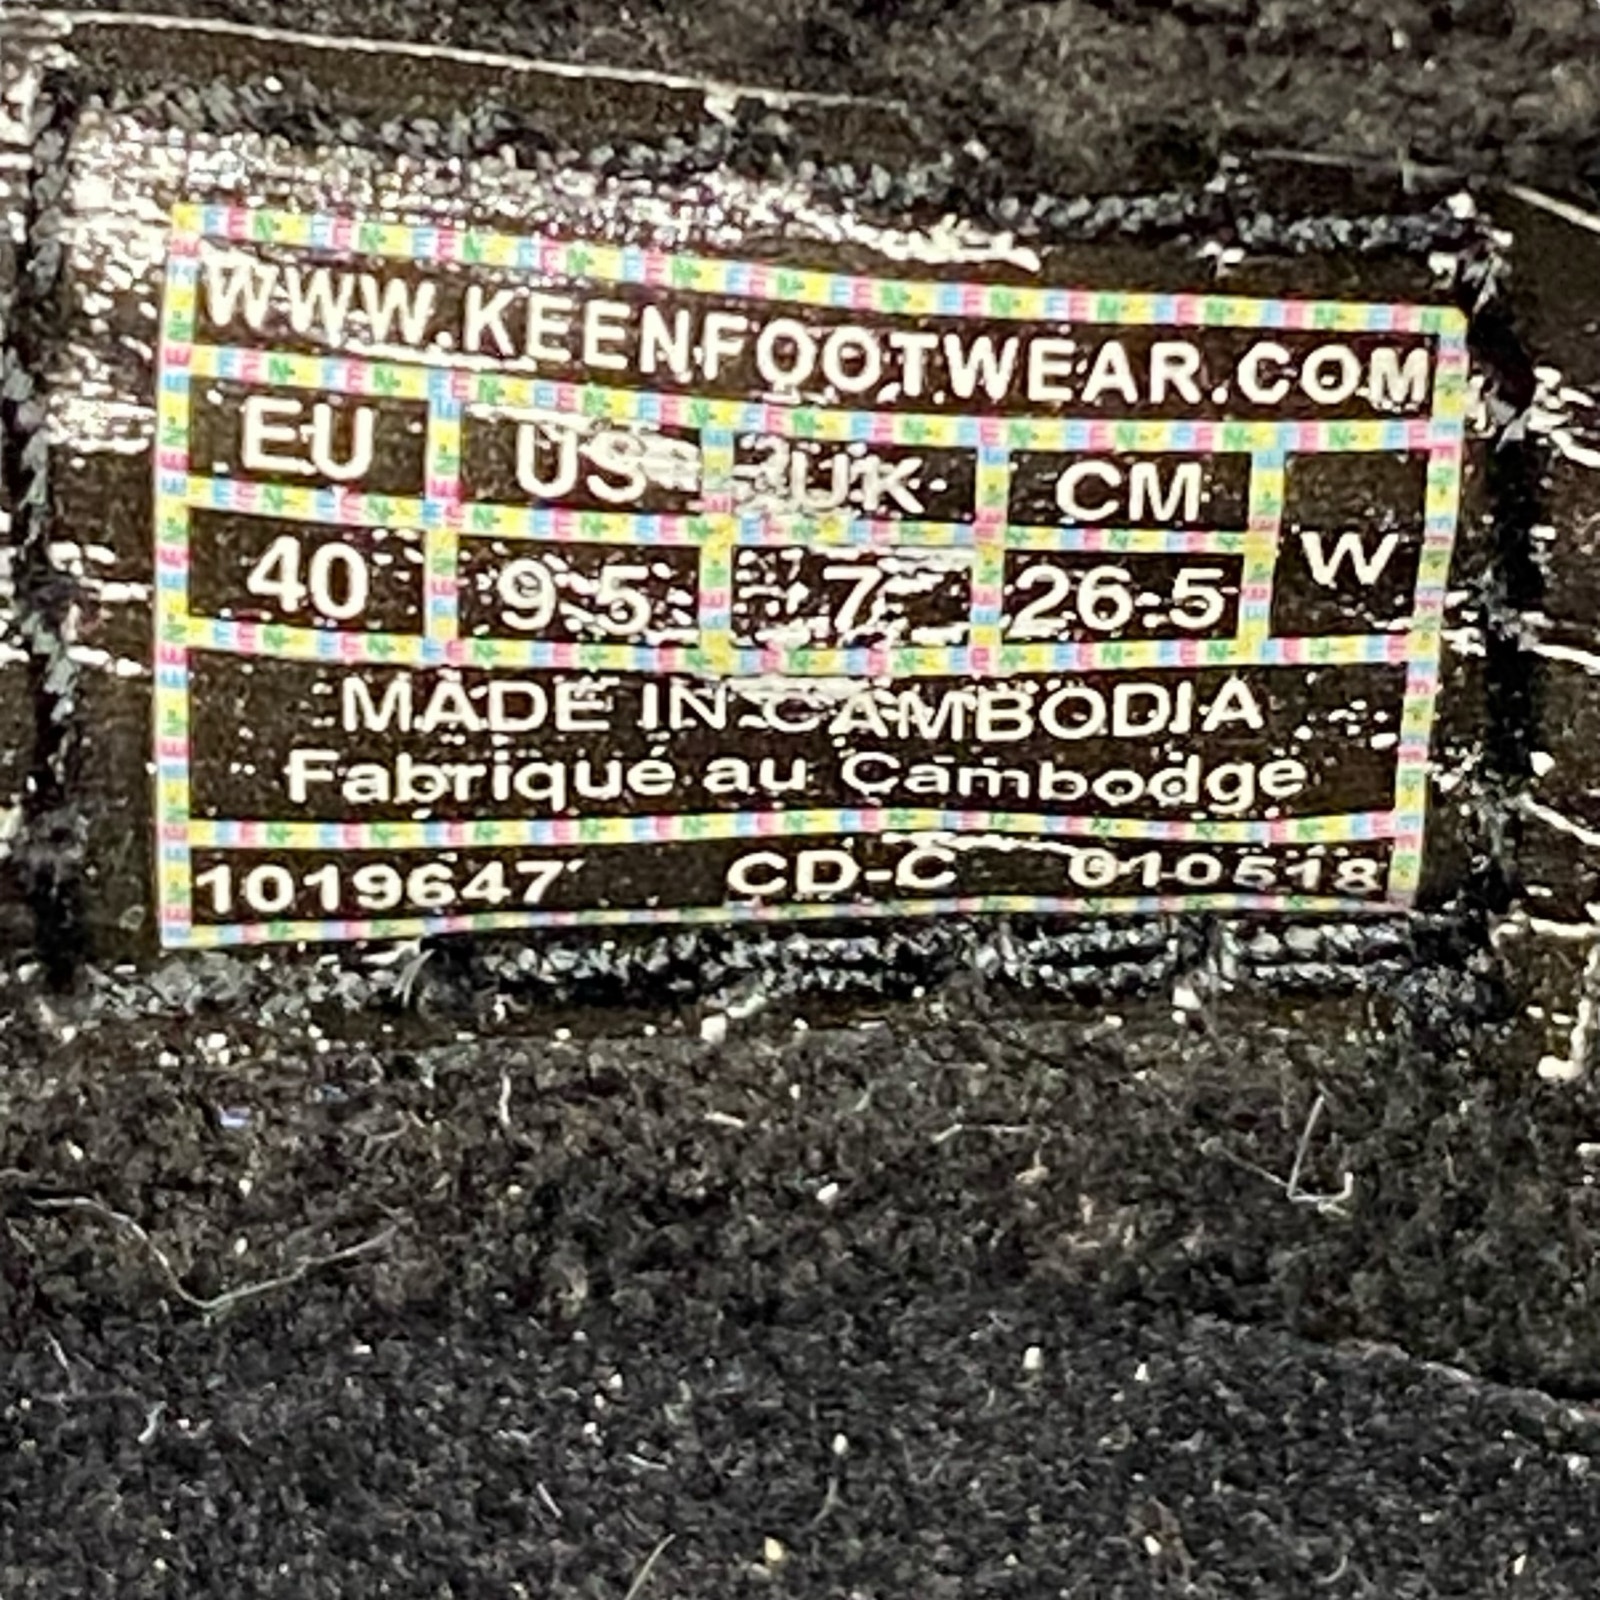 WWW.KEENFOOTWEAR.COM
EU US UK CM W
40 9.5 7 26.5
MADE IN CAMBODIA
Fabriqué au Cambodge
1019647 CD-C 010518